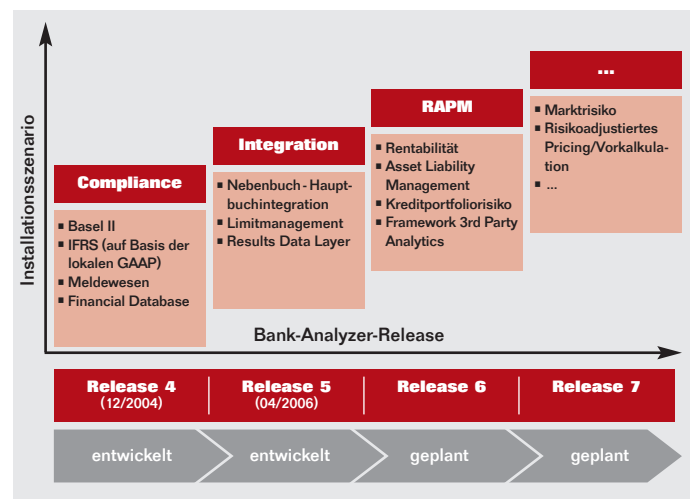 Installationsszenario
Compliance
▪ Basel II
▪ IFRS (auf Basis der
lokalen GAAP)
▪ Meldewesen
▪ Financial Database
Integration
▪ Nebenbuch-Haupt-
buchintegration
▪ Limitmanagement
▪ Results Data Layer
RAPM
▪ Rentabilität
▪ Asset Liability
Management
▪ Kreditportfoliorisiko
▪ Framework 3rd Party
Analytics
...
▪ Marktrisiko
▪ Risikoadjustiertes
Pricing/Vorkalkula-
tion
▪ ...
Bank-Analyzer-Release
Release 4
(12/2004)
Release 5
(04/2006)
Release 6
Release 7
entwickelt
entwickelt
geplant
geplant